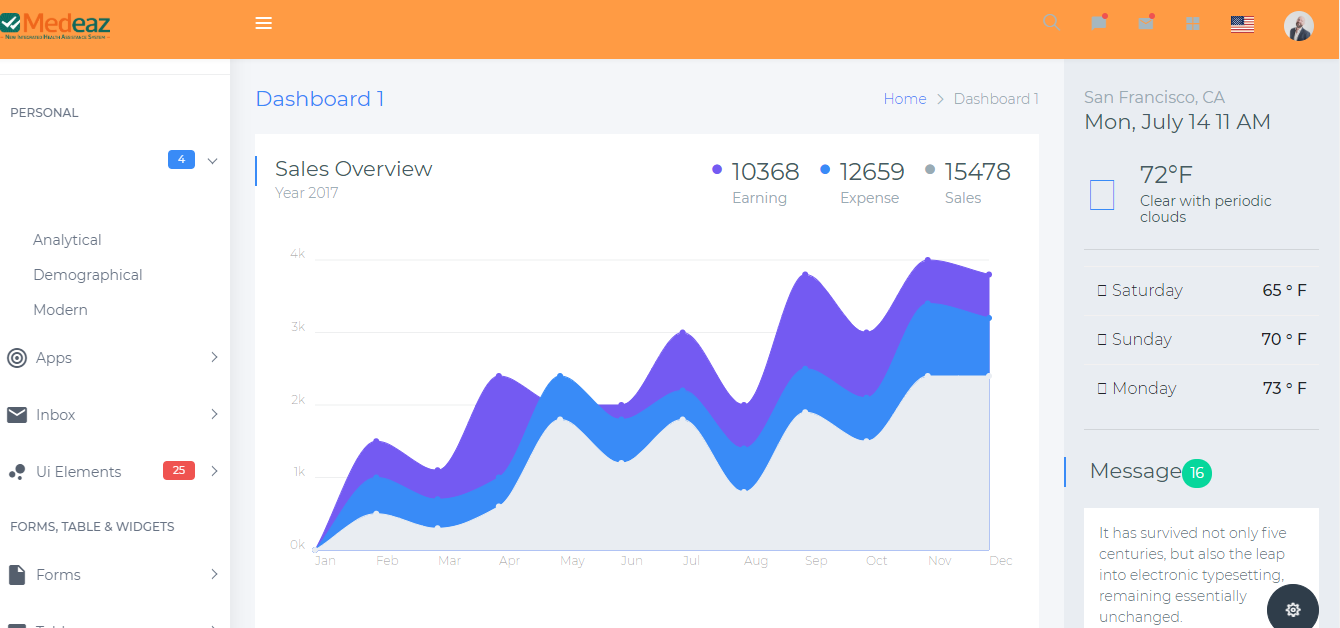 Medeaz
- New Integrated Health Assistance System -
PERSONAL
4
Analytical
Demographical
Modern
Apps
Inbox
Ui Elements 25
FORMS, TABLE & WIDGETS
Forms
Dashboard 1
Home > Dashboard 1
Sales Overview
Year 2017
10368 12659 15478
Earning Expense Sales
4k
3k
2k
1k
0k
Jan Feb Mar Apr May Jun Jul Aug Sep Oct Nov Dec
San Francisco, CA
Mon, July 14 11 AM
72°F
Clear with periodic
clouds
Saturday 65 ° F
Sunday 70 ° F
Monday 73 ° F
Message 16
It has survived not only five
centuries, but also the leap
into electronic typesetting,
remaining essentially
unchanged.